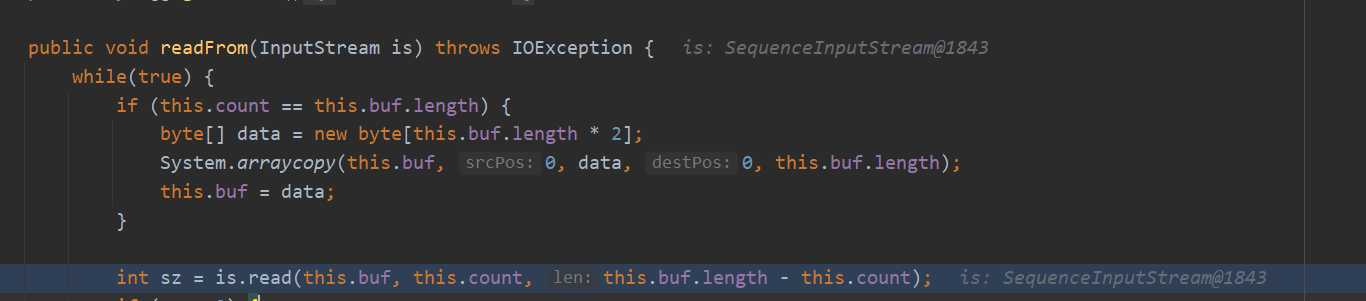 public void readFrom(InputStream is) throws IOException {   is: SequenceInputStream@1843
    while(true) {
        if (this.count == this.buf.length) {
            byte[] data = new byte[this.buf.length * 2];
            System.arraycopy(this.buf, srcPos: 0, data, destPos: 0, this.buf.length);
            this.buf = data;
        }
        int sz = is.read(this.buf, this.count, len: this.buf.length - this.count);   is: SequenceInputStream@1843